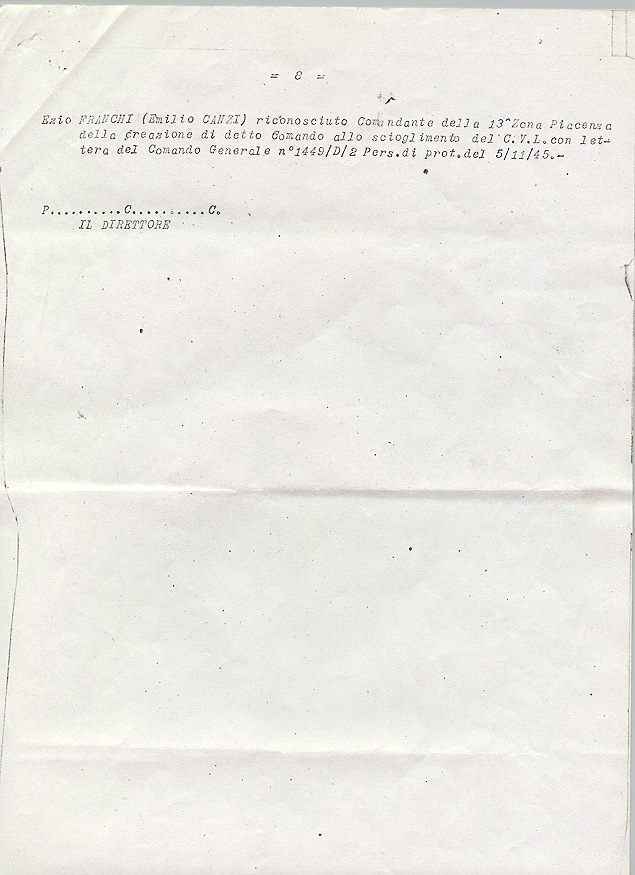 = 8 =
Ezio FRANCHI (Emilio CANZI) riconosciuto Comandante della 13^Zona Piacenza
della creazione di detto Comando allo scioglimento del C.V.L.con let-
tera del Comando Generale n°1449/D/2 Pers.di prot.del 5/11/45.-
P...........C...........C.
IL DIRETTORE